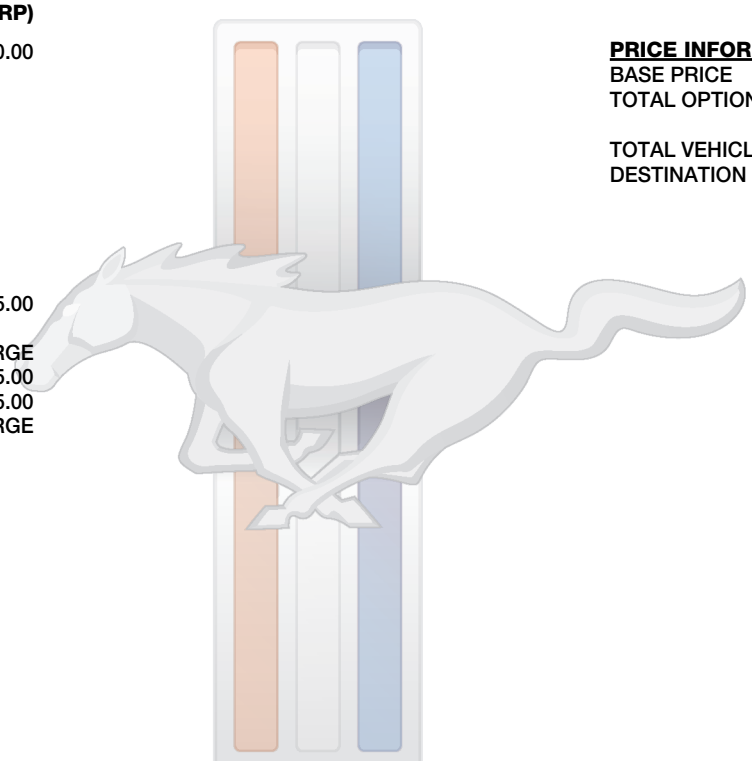 RP)
0.00
5.00
RGE
5.00
5.00
RGE
PRICE INFOR
BASE PRICE
TOTAL OPTION
TOTAL VEHICL
DESTINATION